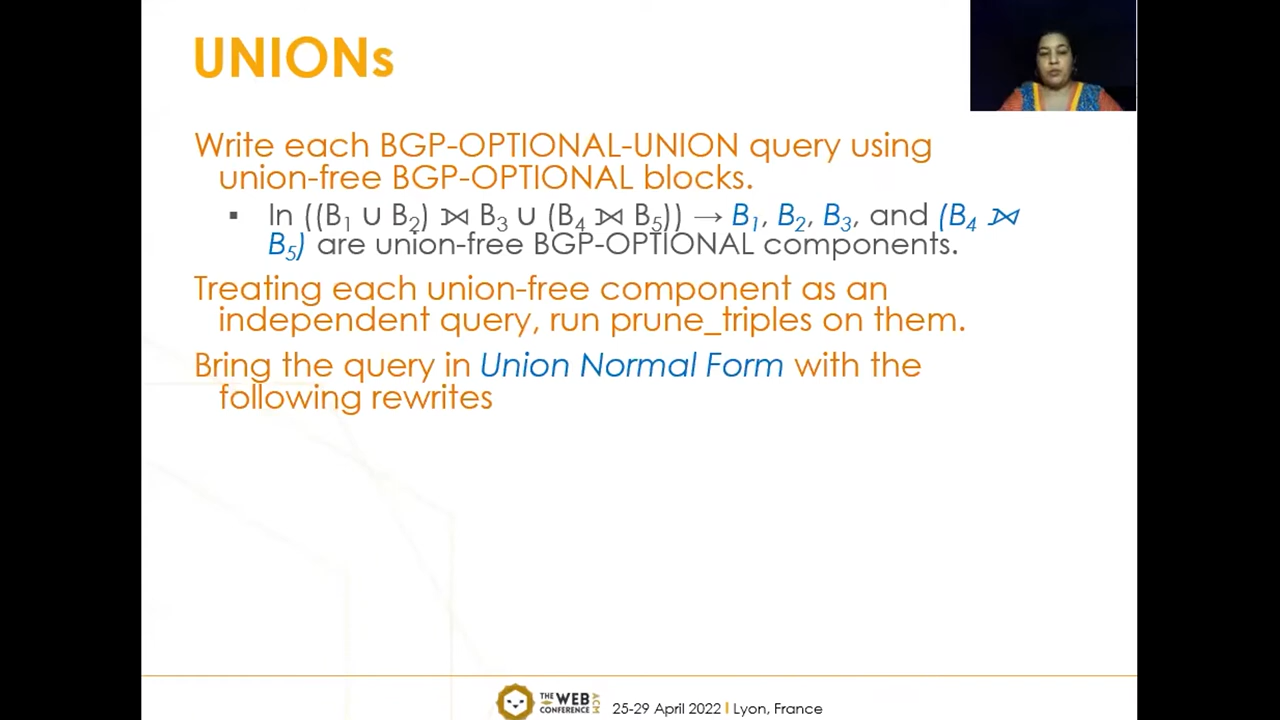 UNIONs
Write each BGP-OPTIONAL-UNION query using
union-free BGP-OPTIONAL blocks.
▪ In ((B1 ∪ B2) ⟕ B3 ∪ (B4 ⟕ B5)) → B1, B2, B3, and (B4 ⟕
B5) are union-free BGP-OPTIONAL components.
Treating each union-free component as an
independent query, run prune_triples on them.
Bring the query in Union Normal Form with the
following rewrites
THE WEB CONFERENCE ACM
25-29 April 2022 | Lyon, France